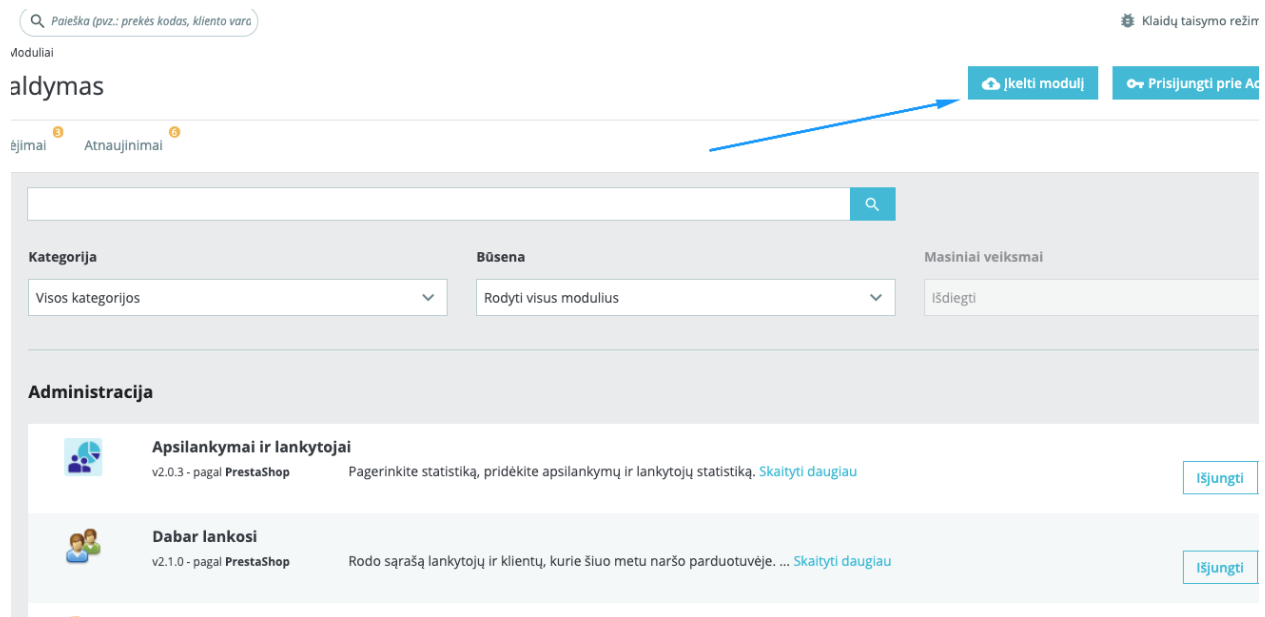 Paieška (pvz.: prekės kodas, kliento varo
Klaidų taisymo režim
Moduliai
aldymas
Įkelti modulį
Prisijungti prie Ad
ėjimai 3
Atnaujinimai 6
Kategorija
Būsena
Masiniai veiksmai
Visos kategorijos
Rodyti visus modulius
Išdiegti
Administracija
Apsilankymai ir lankytojai
v2.0.3 - pagal PrestaShop
Pagerinkite statistiką, pridėkite apsilankymų ir lankytojų statistiką. Skaityti daugiau
Išjungti
Dabar lankosi
v2.1.0 - pagal PrestaShop
Rodo sąrašą lankytojų ir klientų, kurie šiuo metu naršo parduotuvėje. ... Skaityti daugiau
Išjungti